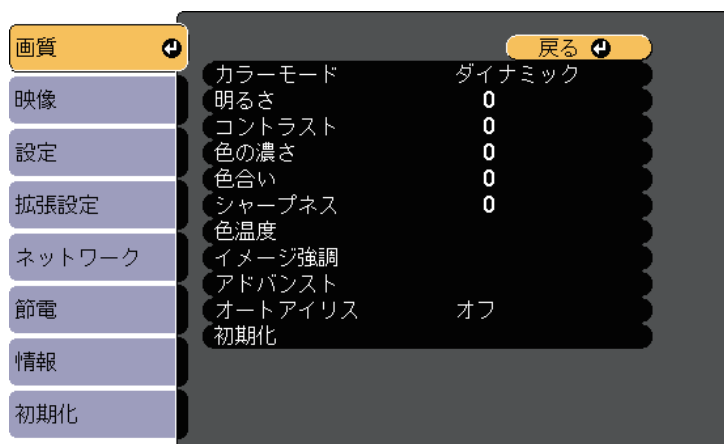 画質
映像
設定
拡張設定
ネットワーク
節電
情報
初期化
戻る
カラーモード ダイナミック
明るさ 0
コントラスト 0
色の濃さ 0
色合い 0
シャープネス 0
色温度
イメージ強調
アドバンスト
オートアイリス オフ
初期化